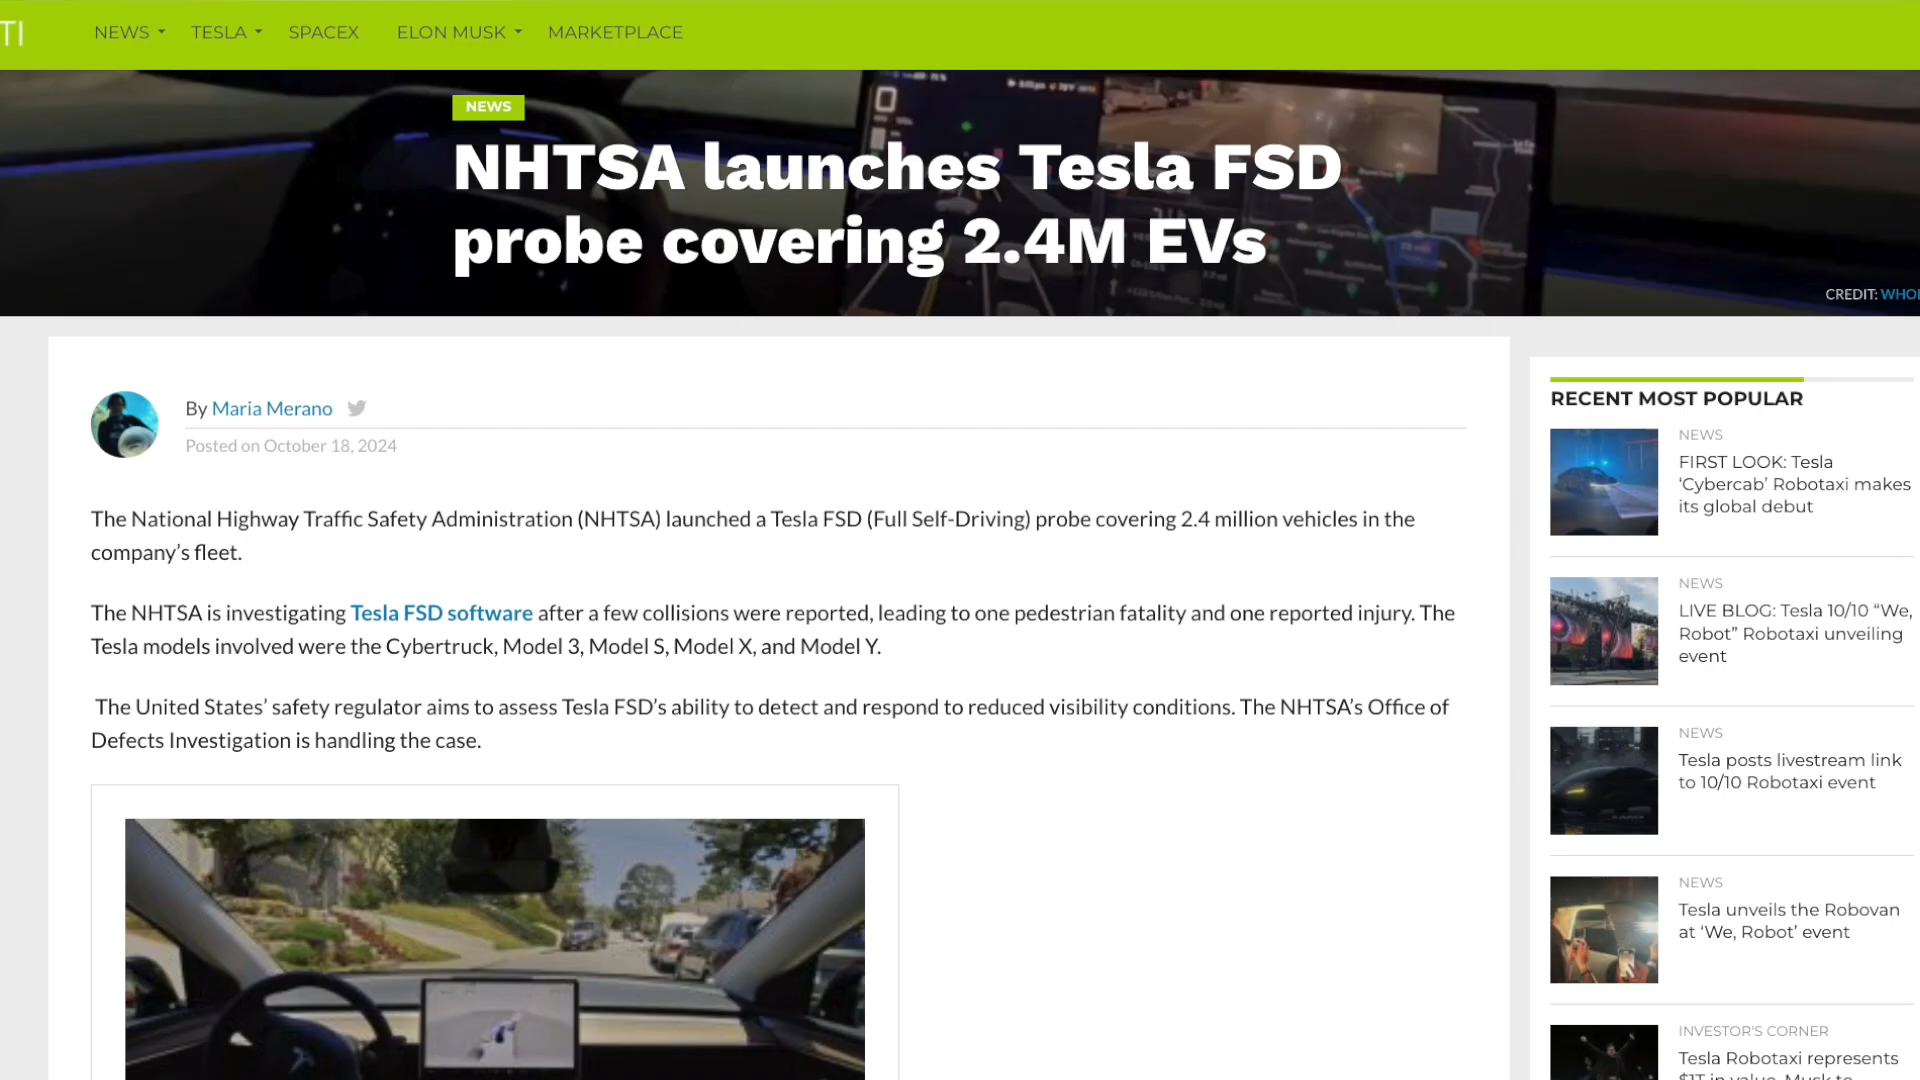 TI
NEWS TESLA SPACEX ELON MUSK MARKETPLACE
NEWS
NHTSA launches Tesla FSD
probe covering 2.4M EVs
CREDIT:
By Maria Merano
Posted on October 18, 2024
The National Highway Traffic Safety Administration (NHTSA) launched a Tesla FSD (Full Self-Driving) probe covering 2.4 million vehicles in the
company’s fleet.
The NHTSA is investigating Tesla FSD software after a few collisions were reported, leading to one pedestrian fatality and one reported injury. The
Tesla models involved were the Cybertruck, Model 3, Model S, Model X, and Model Y.
The United States’ safety regulator aims to assess Tesla FSD’s ability to detect and respond to reduced visibility conditions. The NHTSA’s Office of
Defects Investigation is handling the case.
RECENT MOST POPULAR
NEWS
FIRST LOOK: Tesla
‘Cybercab’ Robotaxi makes
its global debut
NEWS
LIVE BLOG: Tesla 10/10 “We,
Robot” Robotaxi unveiling
event
NEWS
Tesla posts livestream link
to 10/10 Robotaxi event
NEWS
Tesla unveils the Robovan
at ‘We, Robot’ event
INVESTOR'S CORNER
Tesla Robotaxi represents
$1T in value, Musk to